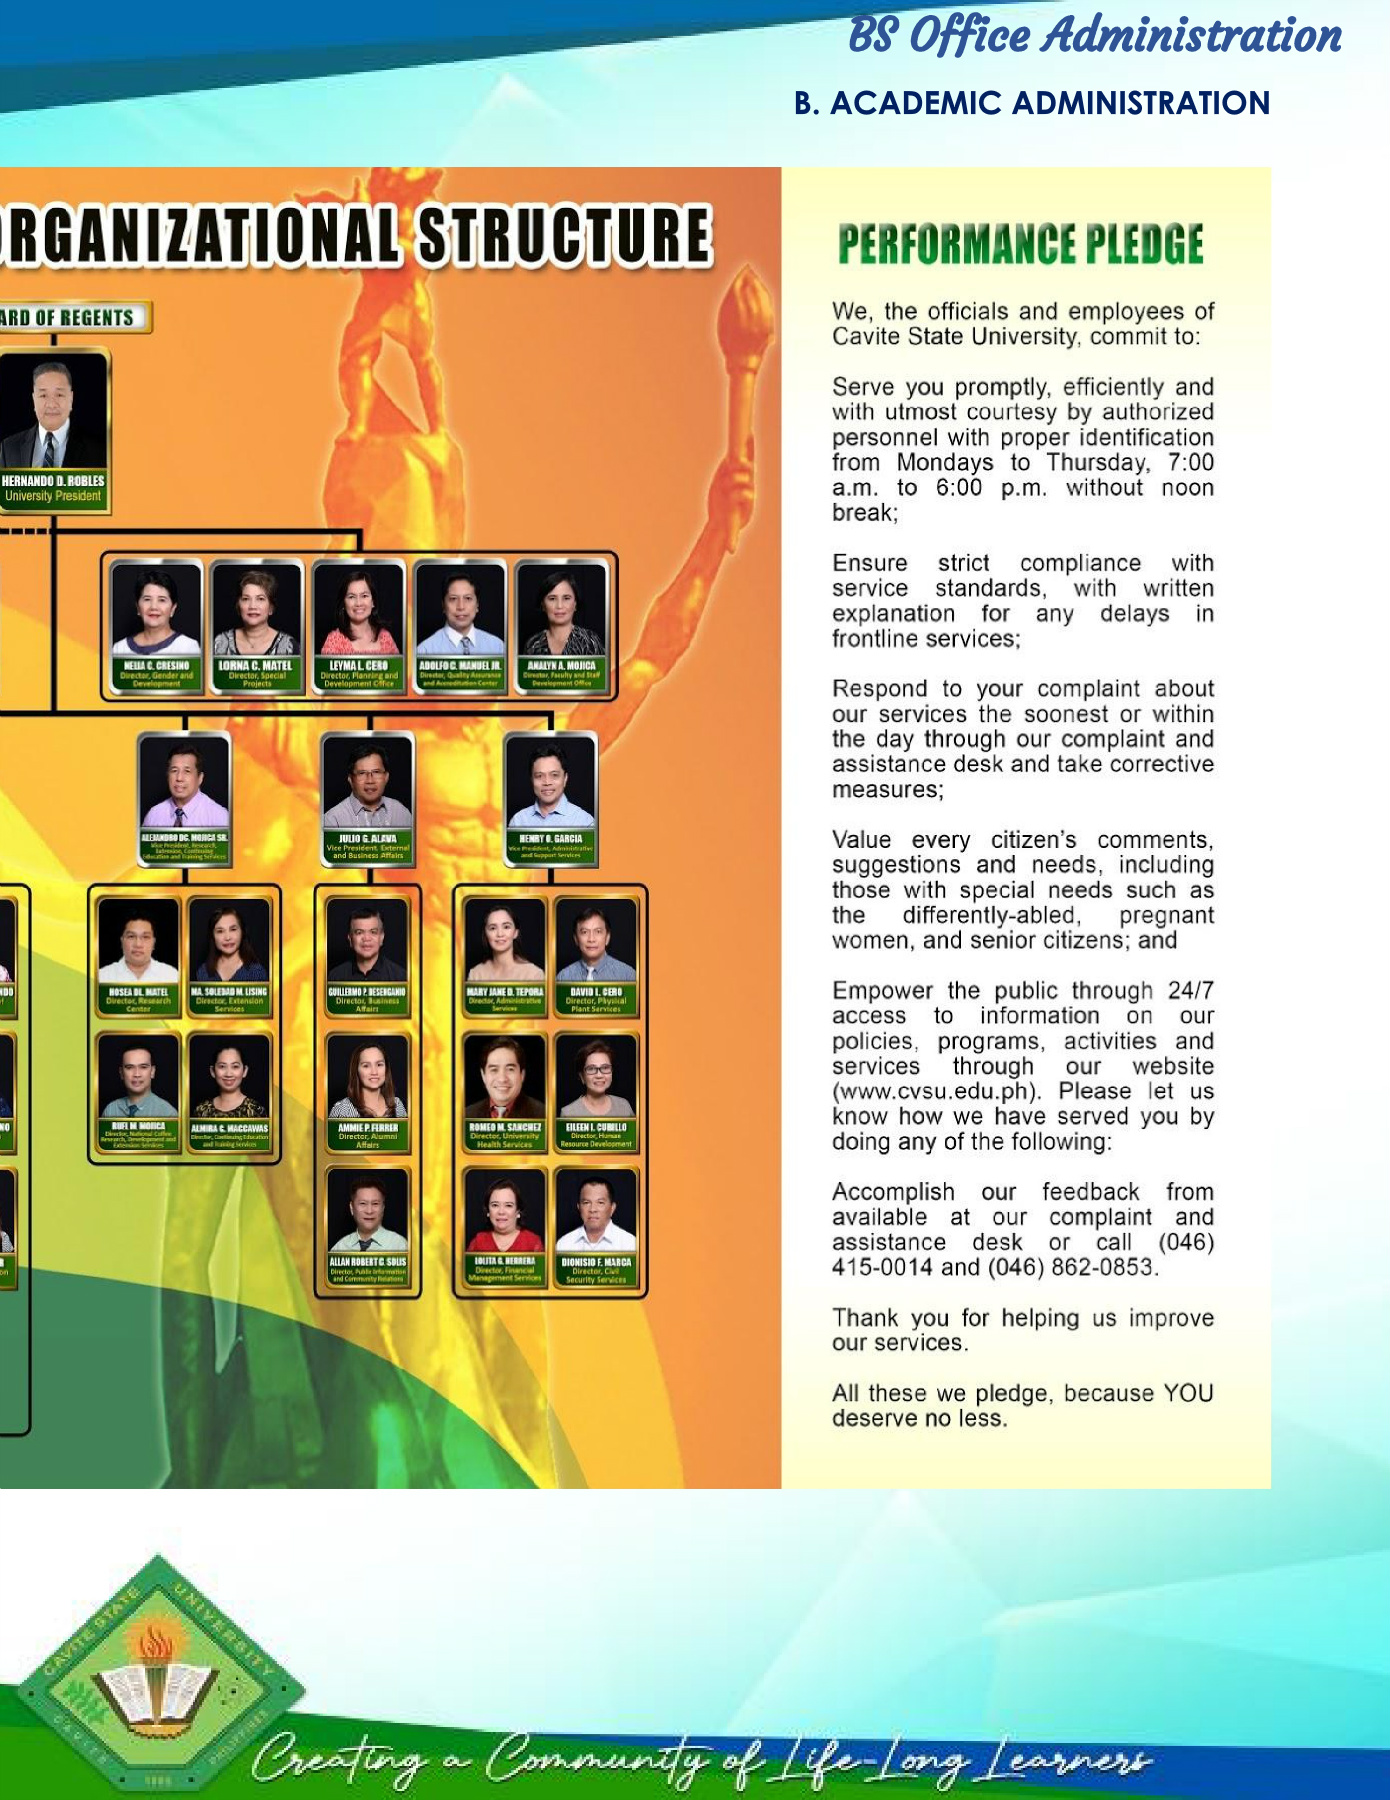 BS Office Administration
B. ACADEMIC ADMINISTRATION
ORGANIZATIONAL STRUCTURE
ARD OF REGENTS
HERNANDO D. ROBLES
University President
NELIA C. CRESINO
Director, Gender and
Development
LORNA C. MATEL
Director, Special
Projects
LEYMA L. CERO
Director, Planning and
Development Office
ADOLFO C. MANUEL JR.
Director, Quality Assurance
and Accreditation Center
ANALYN A. MOJICA
Director, Faculty and Staff
Development Office
ALEJANDRO DC. MOJICA SR.
Vice President, Research,
Extension, Continuing
Education and Training Services
JULIO G. ALAVA
Vice President, External
and Business Affairs
HENRY O. GARCIA
Vice President, Administrative
and Support Services
HOSEA DL. MATEL
Director, Research
Center
MA. SOLEDAD M. LISING
Director, Extension
Services
GUILLERMO P. DESENGANIO
Director, Business
Affairs
MARY JANE D. TEPORA
Director, Administrative
Services
DAVID L. CERO
Director, Physical
Plant Services
RUEL M. MOJICA
Director, National Coffee
Research, Development and
Extension Services
ALMIRA G. MAGCAWAS
Director, Continuing Education
and Training Services
AMMIE P. FERRER
Director, Alumni
Affairs
ROMEO M. SANCHEZ
Director, University
Health Services
EILEEN L. CUBILLO
Director, Human
Resource Development
ALLAN ROBERT C. SOLIS
Director, Public Information
and Community Relations
LOLITA G. HERRERA
Director, Financial
Management Services
DIONISIO F. MARCA
Director, Civil
Security Services
PERFORMANCE PLEDGE
We, the officials and employees of
Cavite State University, commit to:
Serve you promptly, efficiently and
with utmost courtesy by authorized
personnel with proper identification
from Mondays to Thursday, 7:00
a.m. to 6:00 p.m. without noon
break;
Ensure strict compliance with
service standards, with written
explanation for any delays in
frontline services;
Respond to your complaint about
our services the soonest or within
the day through our complaint and
assistance desk and take corrective
measures;
Value every citizen's comments,
suggestions and needs, including
those with special needs such as
the differently-abled, pregnant
women, and senior citizens; and
Empower the public through 24/7
access to information on our
policies, programs, activities and
services through our website
(www.cvsu.edu.ph). Please let us
know how we have served you by
doing any of the following:
Accomplish our feedback from
available at our complaint and
assistance desk or call (046)
415-0014 and (046) 862-0853.
Thank you for helping us improve
our services.
All these we pledge, because YOU
deserve no less.
CAVITE STATE UNIVERSITY
CAVITE
1906
PHILIPPINES
Creating a Community of Life-Long Learners